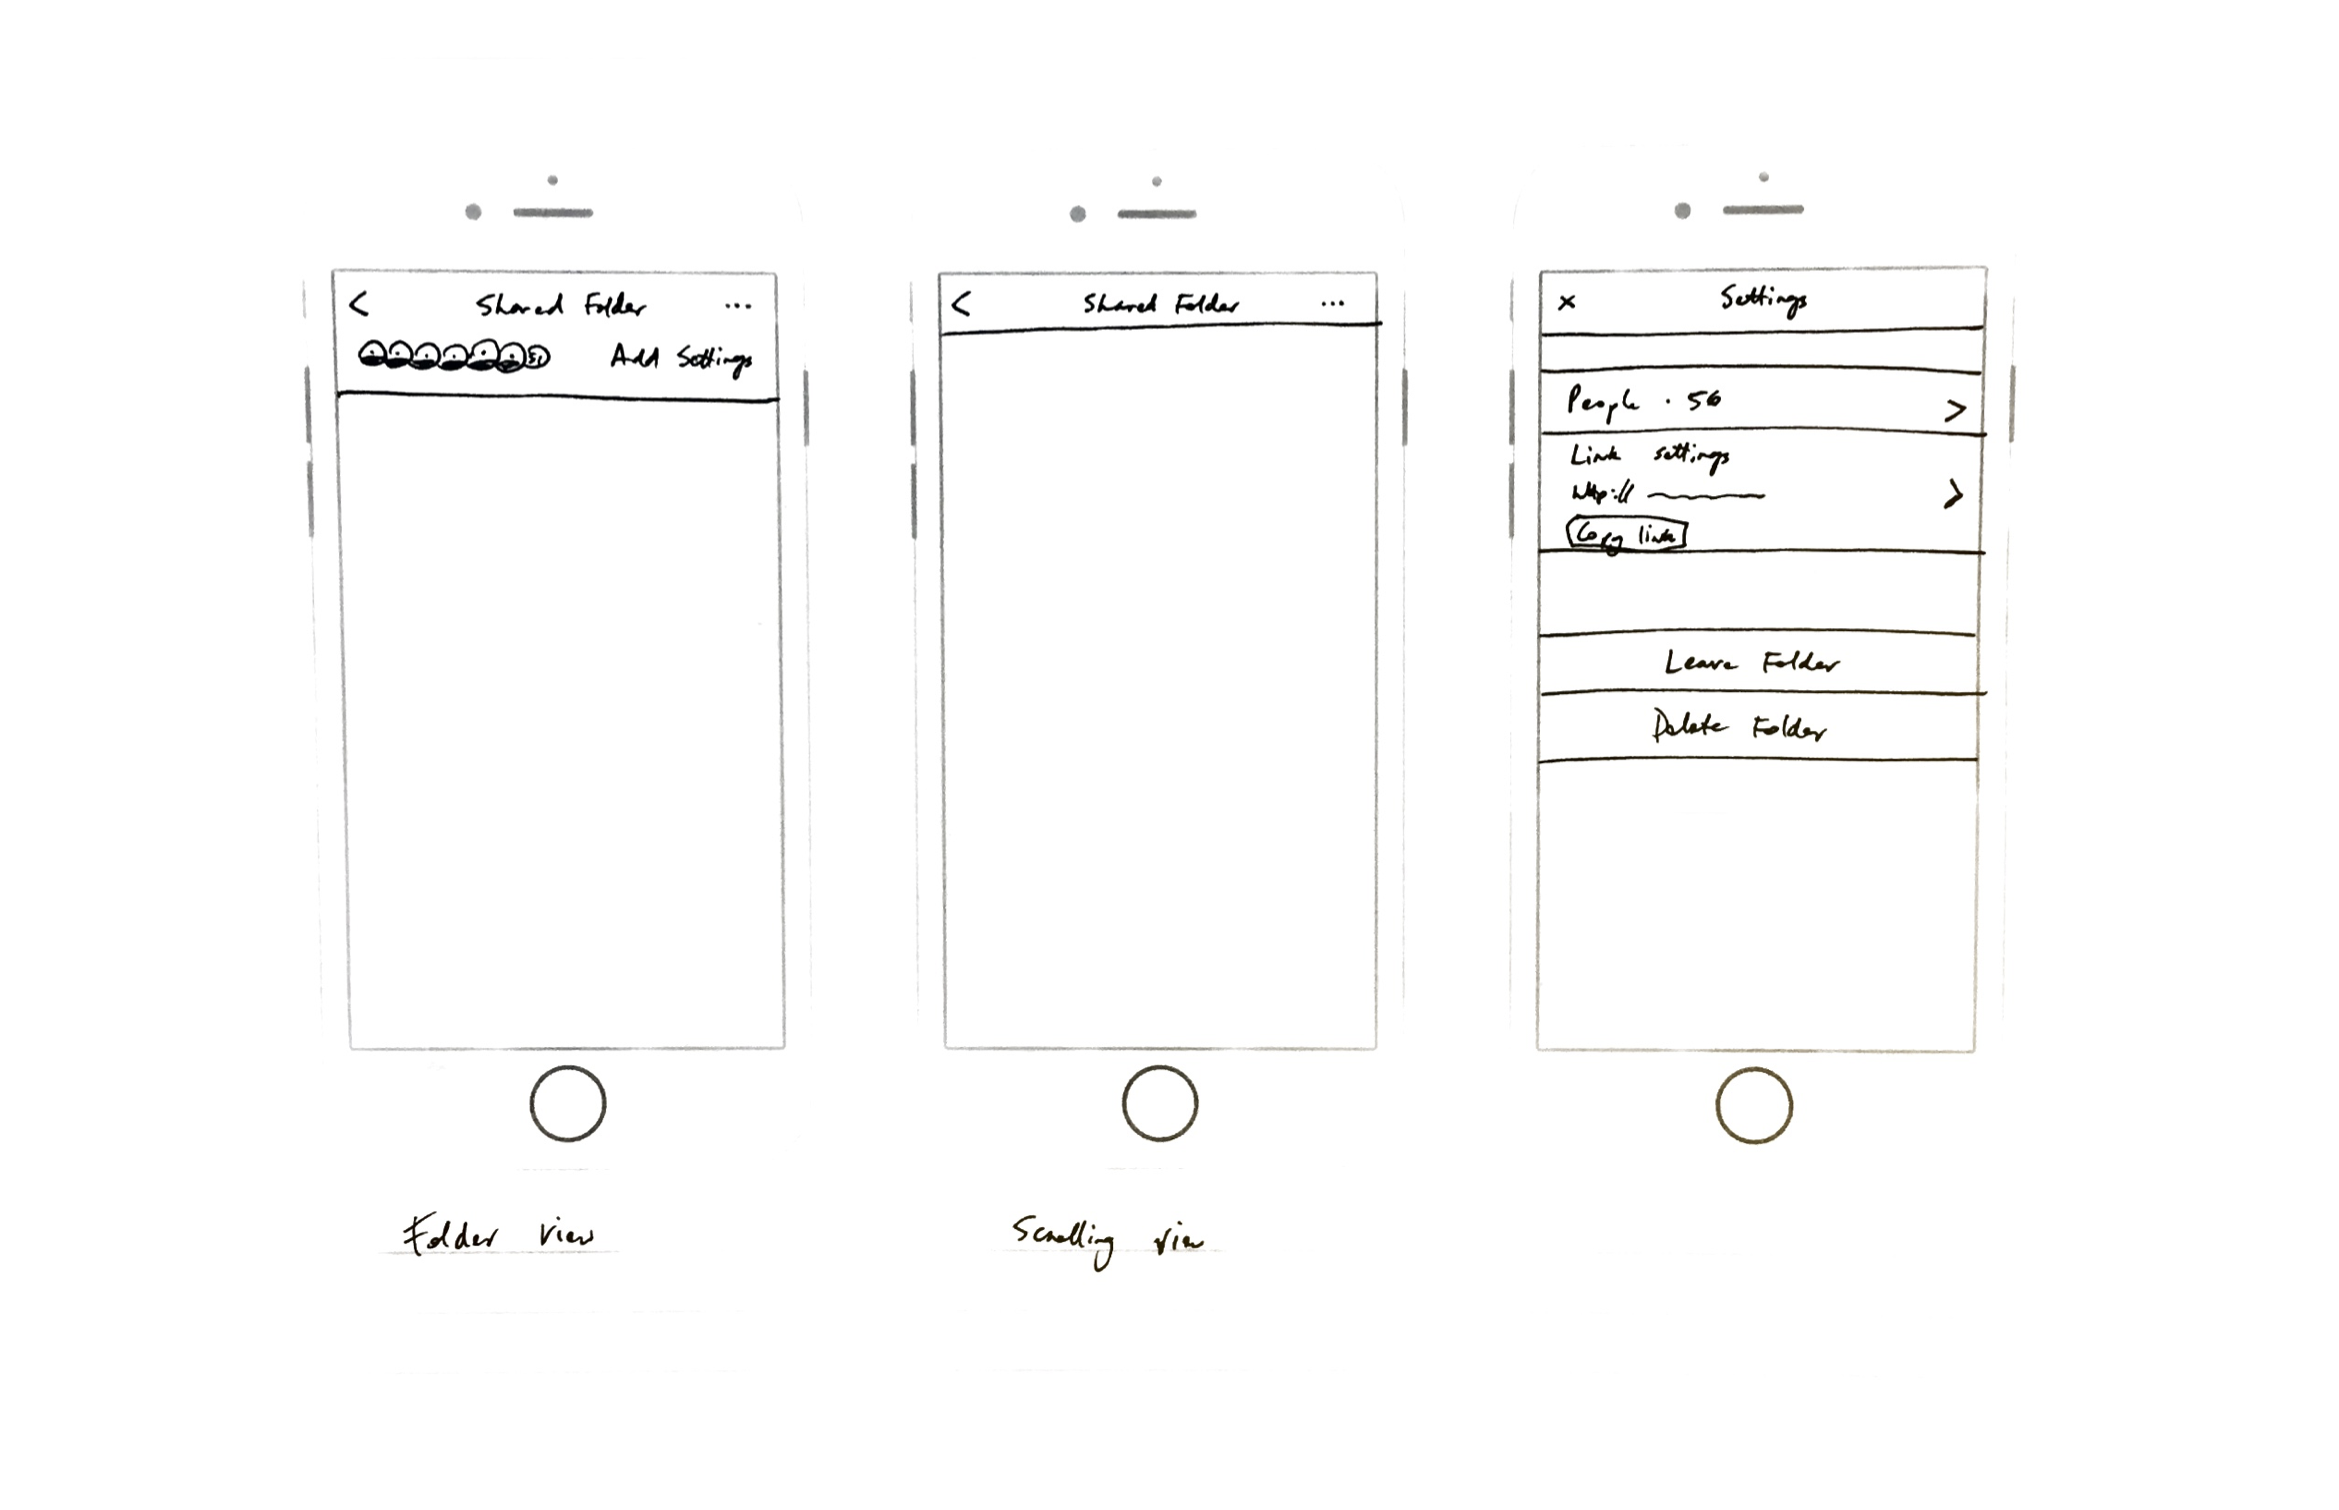 < Shared Folder ...
51 Add Settings
Folder view
< Shared Folder ...
Scrolling view
x Settings
People · 56 >
Link settings
http:// >
Copy link
Leave Folder
Delete Folder